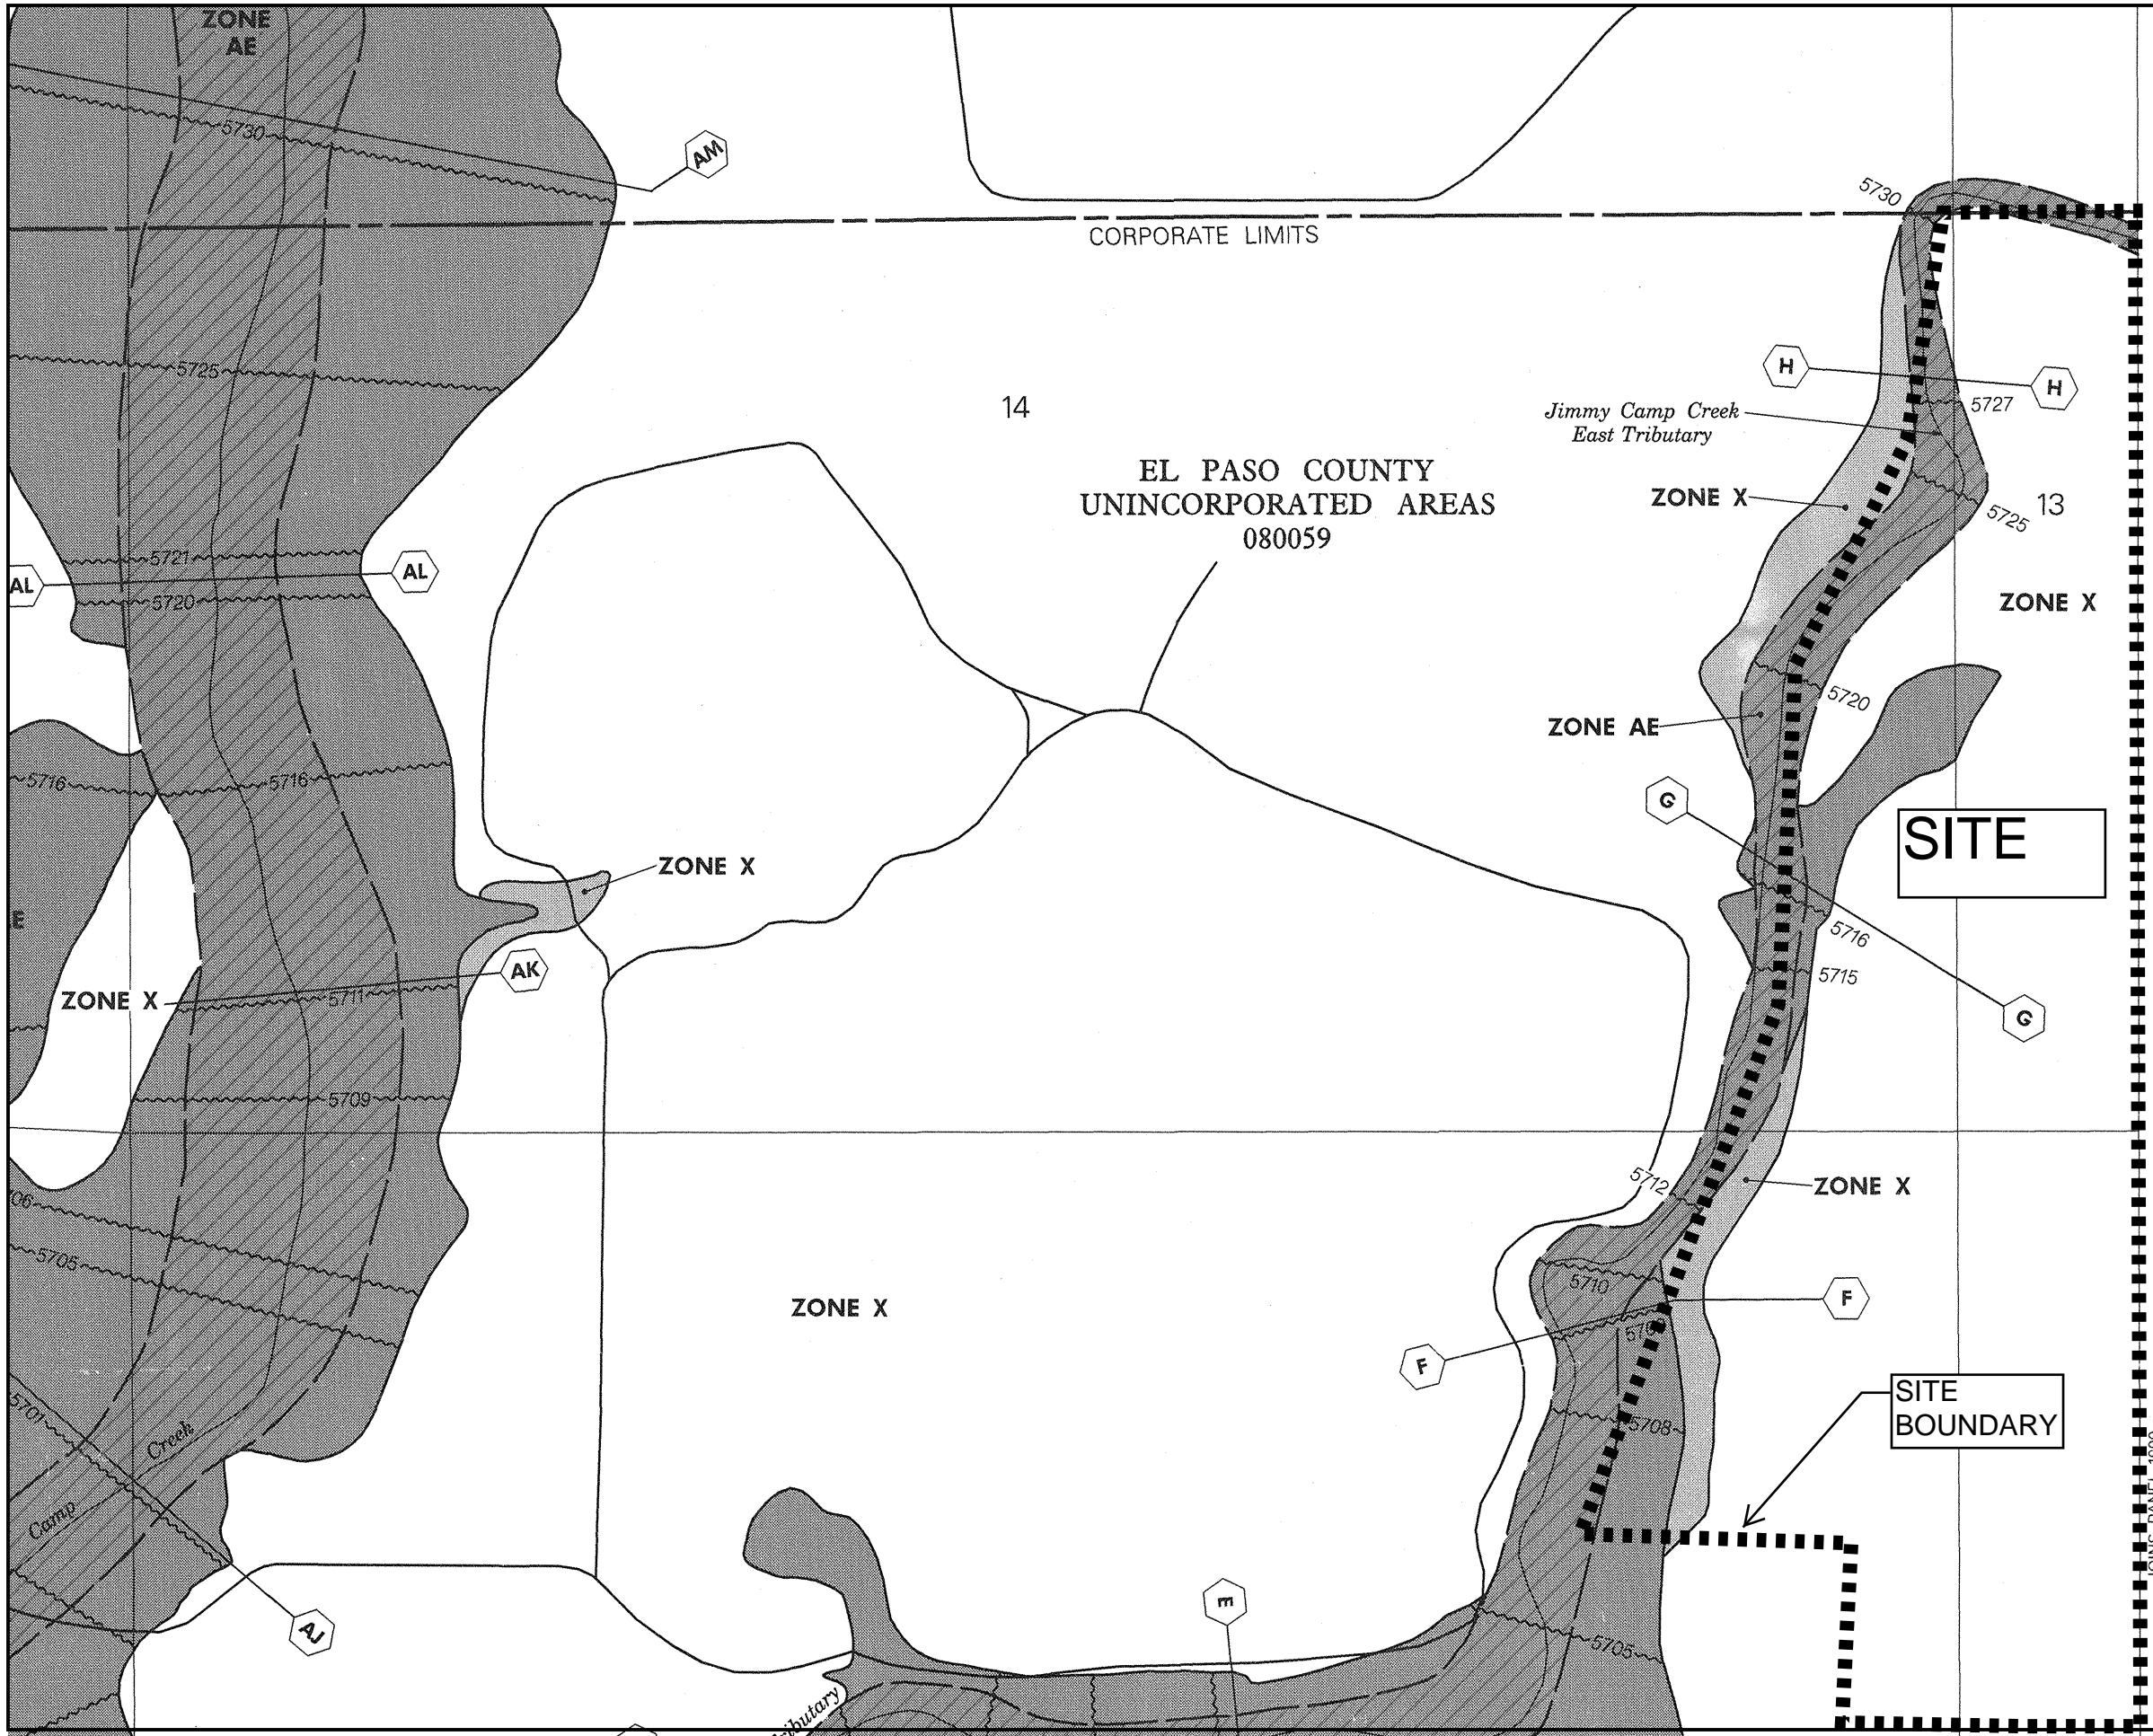 ZONE
AE
5730
AM
5730
CORPORATE LIMITS
5725
H
H
5727
14
Jimmy Camp Creek
East Tributary
EL PASO COUNTY
UNINCORPORATED AREAS
080059
ZONE X
13
5725
5721
AL
AL
5720
ZONE X
5720
ZONE AE
5716
5716
G
SITE
ZONE X
E
5716
AK
5715
ZONE X
5711
G
5709
5712
ZONE X
06
5705
5710
ZONE X
F
F
SITE
BOUNDARY
5701
5708
Creek
Camp
AJ
E
5705
ributary